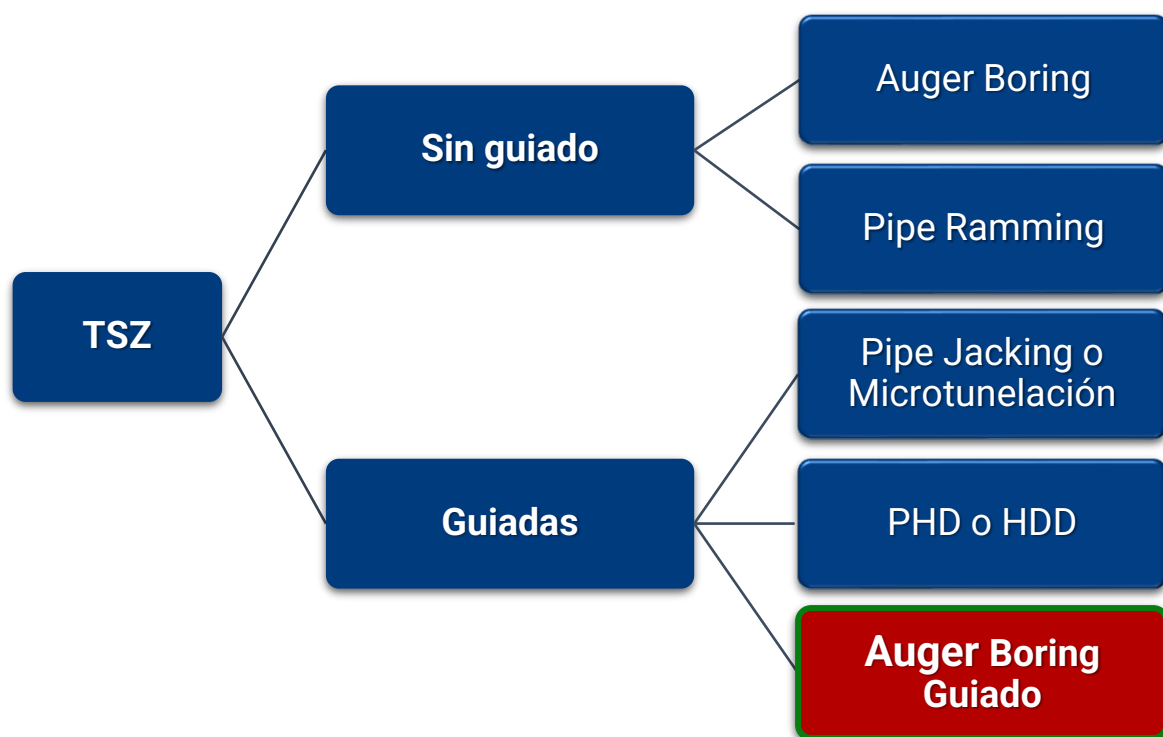 TSZ
Sin guiado
Auger Boring
Pipe Ramming
Guiadas
Pipe Jacking o
Microtunelación
PHD o HDD
Auger Boring
Guiado